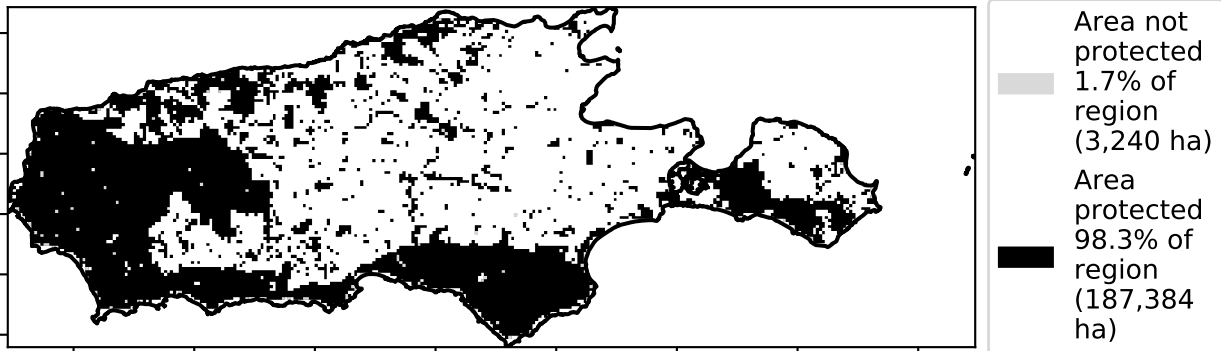 Area not
protected
1.7% of
region
(3,240 ha)
Area
protected
98.3% of
region
(187,384
ha)